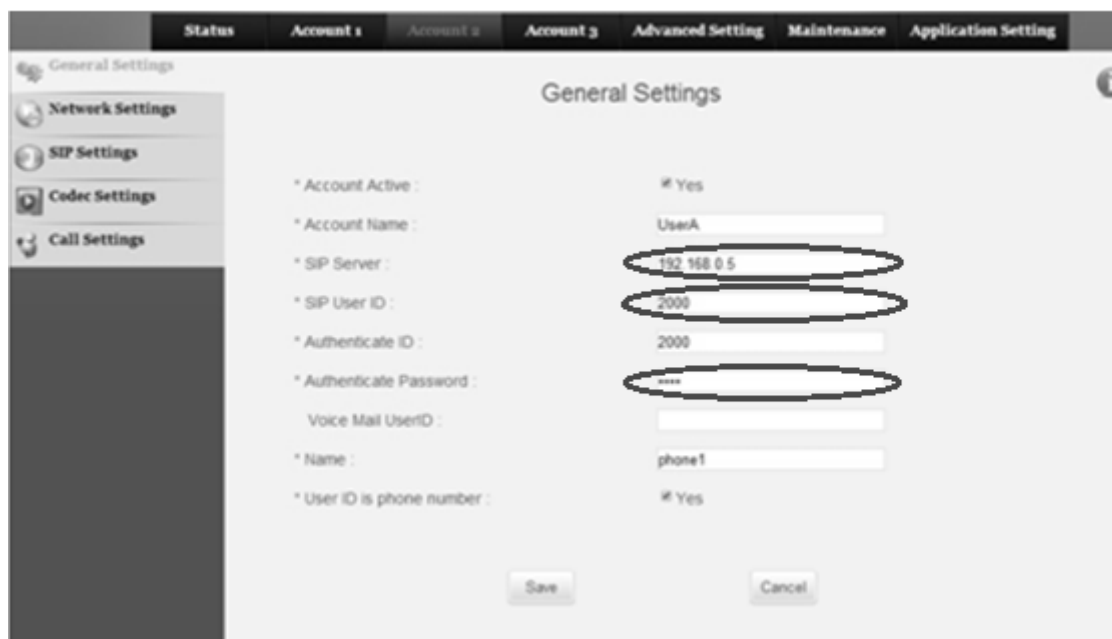 Status Account 1 Account 2 Account 3 Advanced Setting Maintenance Application Setting
General Settings
Network Settings
SIP Settings
Codec Settings
Call Settings
General Settings
* Account Active : Yes
* Account Name : UserA
* SIP Server : 192.168.0.5
* SIP User ID : 2000
* Authenticate ID : 2000
* Authenticate Password : ••••
Voice Mail UserID :
* Name : phone1
* User ID is phone number : Yes
Save Cancel